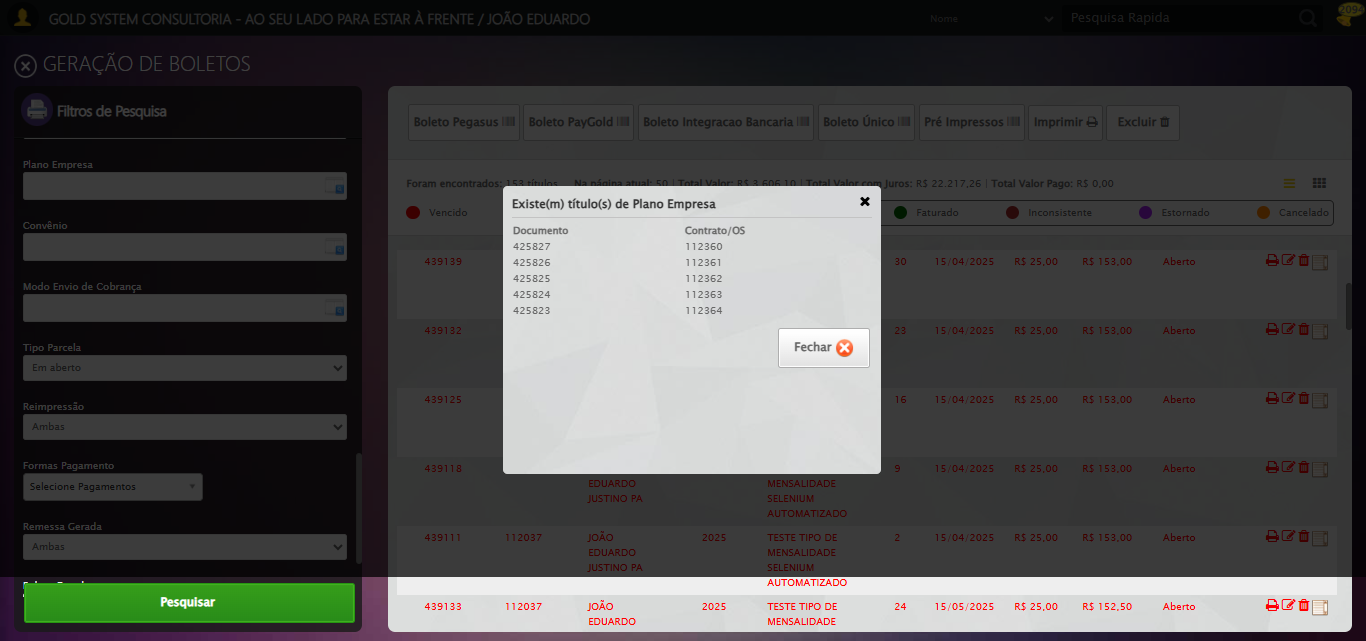 GOLD SYSTEM CONSULTORIA - AO SEU LADO PARA ESTAR À FRENTE / JOÃO EDUARDO
Nome
Pesquisa Rapida
2094
GERAÇÃO DE BOLETOS
Filtros de Pesquisa
Plano Empresa
Convênio
Modo Envio de Cobrança
Tipo Parcela
Em aberto
Reimpressão
Ambas
Formas Pagamento
Selecione Pagamentos
Remessa Gerada
Ambas
Pesquisar
Boleto Pegasus
Boleto PayGold
Boleto Integracao Bancaria
Boleto Único
Pré Impressos
Imprimir
Excluir
Foram encontrados: 153 títulos Na página atual: 50 | Total Valor: R$ 3.606,10 | Total Valor com Juros: R$ 22.217,26 | Total Valor Pago: R$ 0,00
Vencido Faturado Inconsistente Estornado Cancelado
Existe(m) título(s) de Plano Empresa
Documento Contrato/OS
425827 112360
425826 112361
425825 112362
425824 112363
425823 112364
Fechar
439139 30 15/04/2025 R$ 25,00 R$ 153,00 Aberto
439132 23 15/04/2025 R$ 25,00 R$ 153,00 Aberto
439125 16 15/04/2025 R$ 25,00 R$ 153,00 Aberto
439118 9 15/04/2025 R$ 25,00 R$ 153,00 Aberto
EDUARDO MENSALIDADE
JUSTINO PA SELENIUM
AUTOMATIZADO
439111 112037 JOÃO 2025 TESTE TIPO DE 2 15/04/2025 R$ 25,00 R$ 153,00 Aberto
EDUARDO MENSALIDADE
JUSTINO PA SELENIUM
AUTOMATIZADO
439133 112037 JOÃO 2025 TESTE TIPO DE 24 15/05/2025 R$ 25,00 R$ 152,50 Aberto
EDUARDO MENSALIDADE